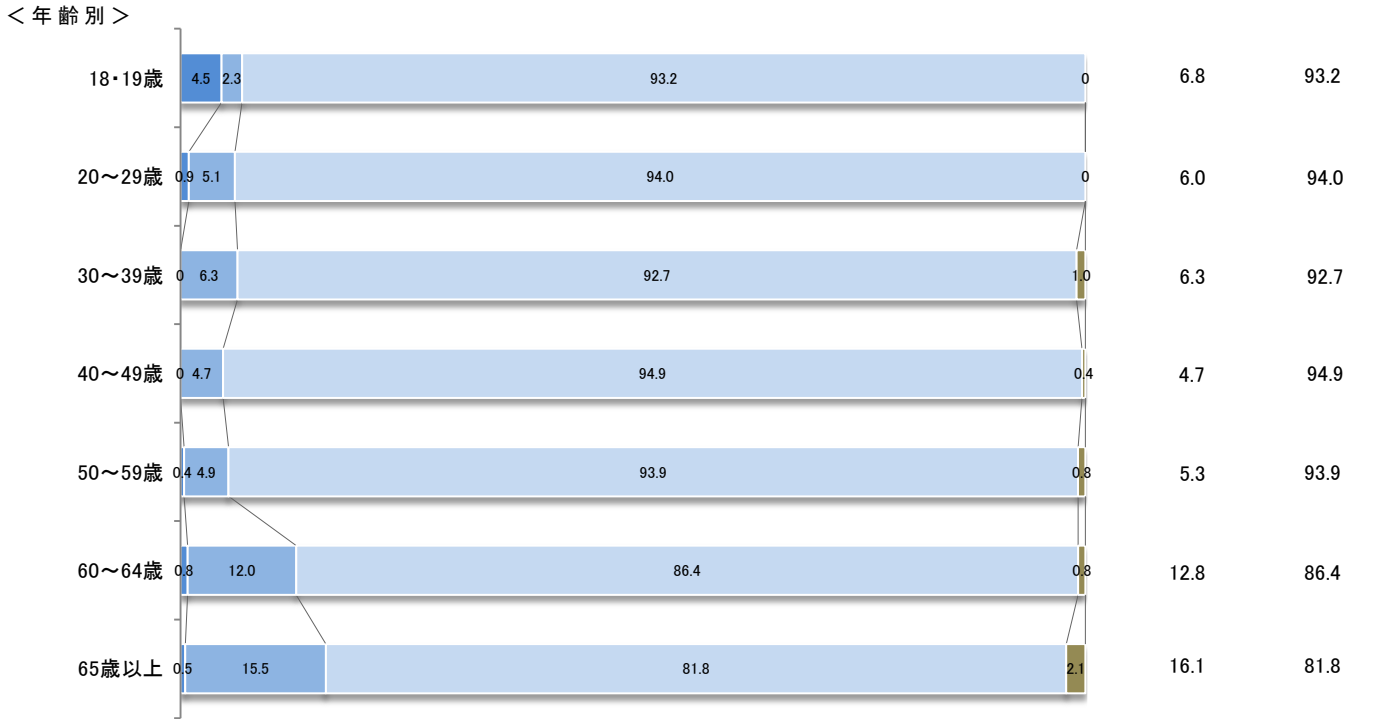 ＜年齢別＞
18・19歳 4.5 2.3 93.2 0 6.8 93.2
20～29歳 0.9 5.1 94.0 0 6.0 94.0
30～39歳 0 6.3 92.7 1.0 6.3 92.7
40～49歳 0 4.7 94.9 0.4 4.7 94.9
50～59歳 0.4 4.9 93.9 0.8 5.3 93.9
60～64歳 0.8 12.0 86.4 0.8 12.8 86.4
65歳以上 0.5 15.5 81.8 2.1 16.1 81.8